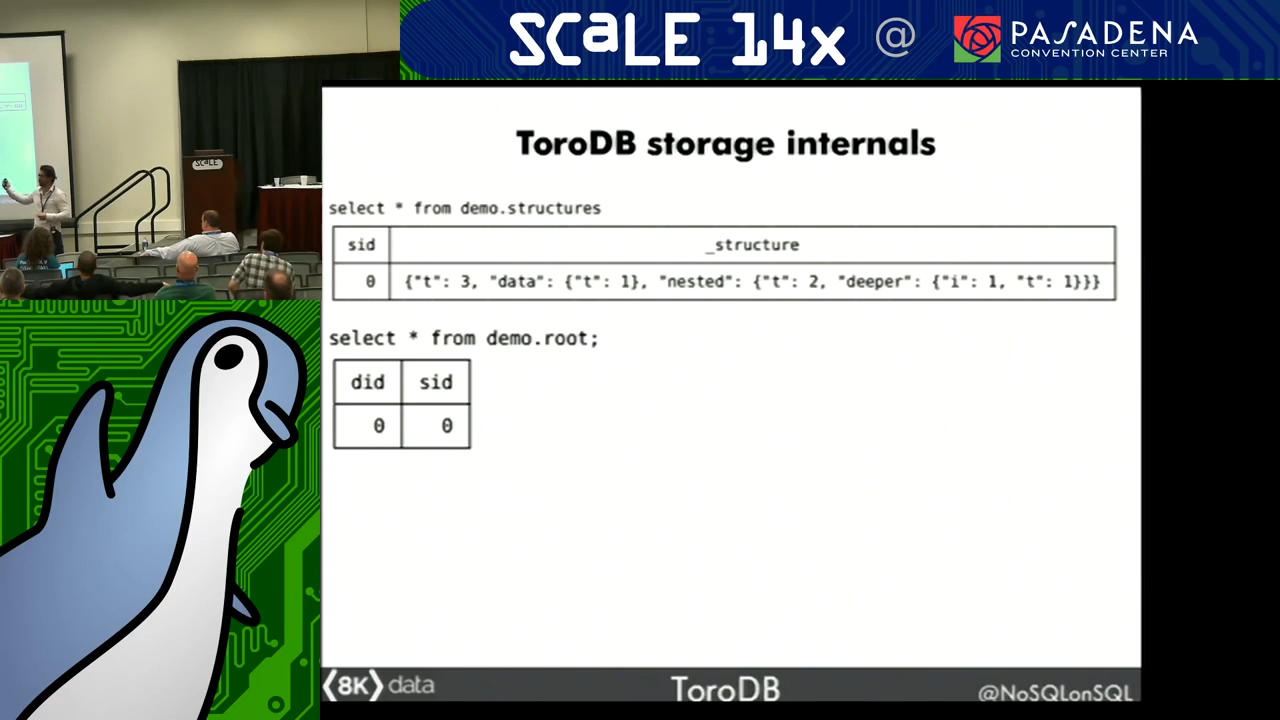 SCaLE 14x @ PASADENA
CONVENTION CENTER
SCaLE
ToroDB storage internals
select * from demo.structures
sid _structure
0 {"t": 3, "data": {"t": 1}, "nested": {"t": 2, "deeper": {"i": 1, "t": 1}}}
select * from demo.root;
did sid
0 0
⟨8K⟩ data ToroDB @NoSQLonSQL